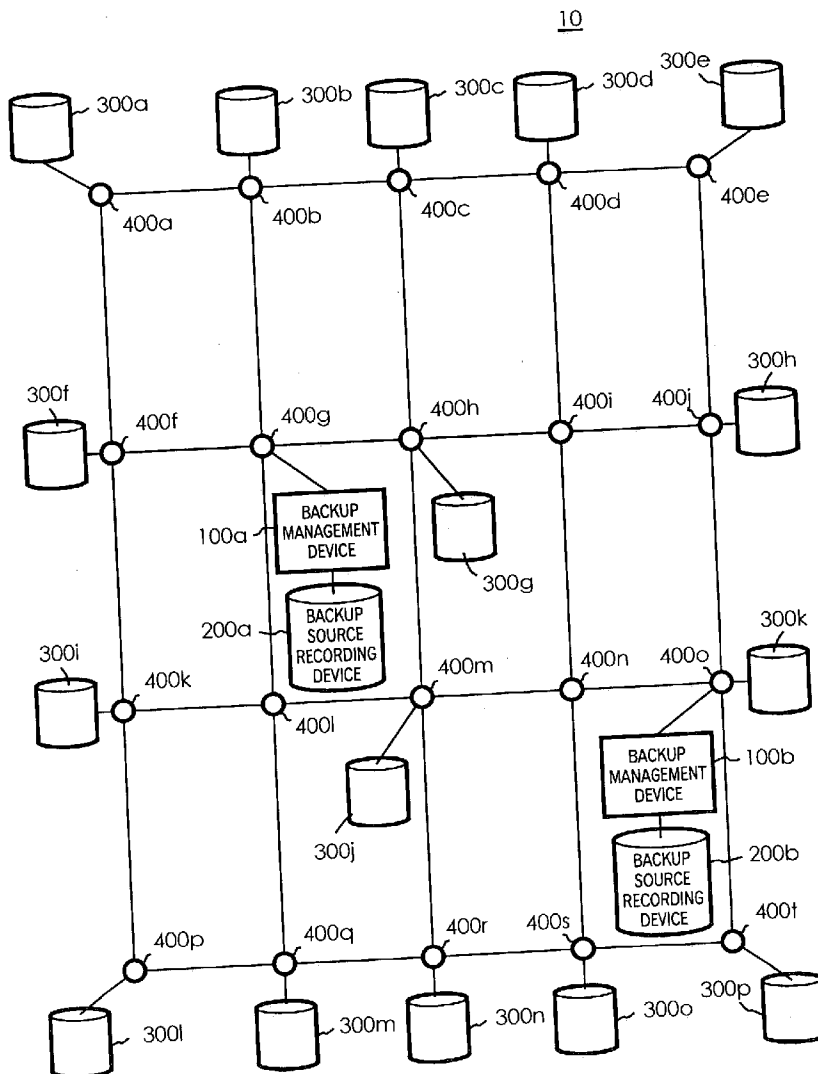 10
300a
300b
300c
300d
300e
400a
400b
400c
400d
400e
300f
400f
400g
400h
400i
400j
300h
100a
BACKUP
MANAGEMENT
DEVICE
300g
200a
BACKUP
SOURCE
RECORDING
DEVICE
300i
400k
400l
400m
400n
400o
300k
300j
BACKUP
MANAGEMENT
DEVICE
100b
BACKUP
SOURCE
RECORDING
DEVICE
200b
400p
400q
400r
400s
400t
300l
300m
300n
300o
300p